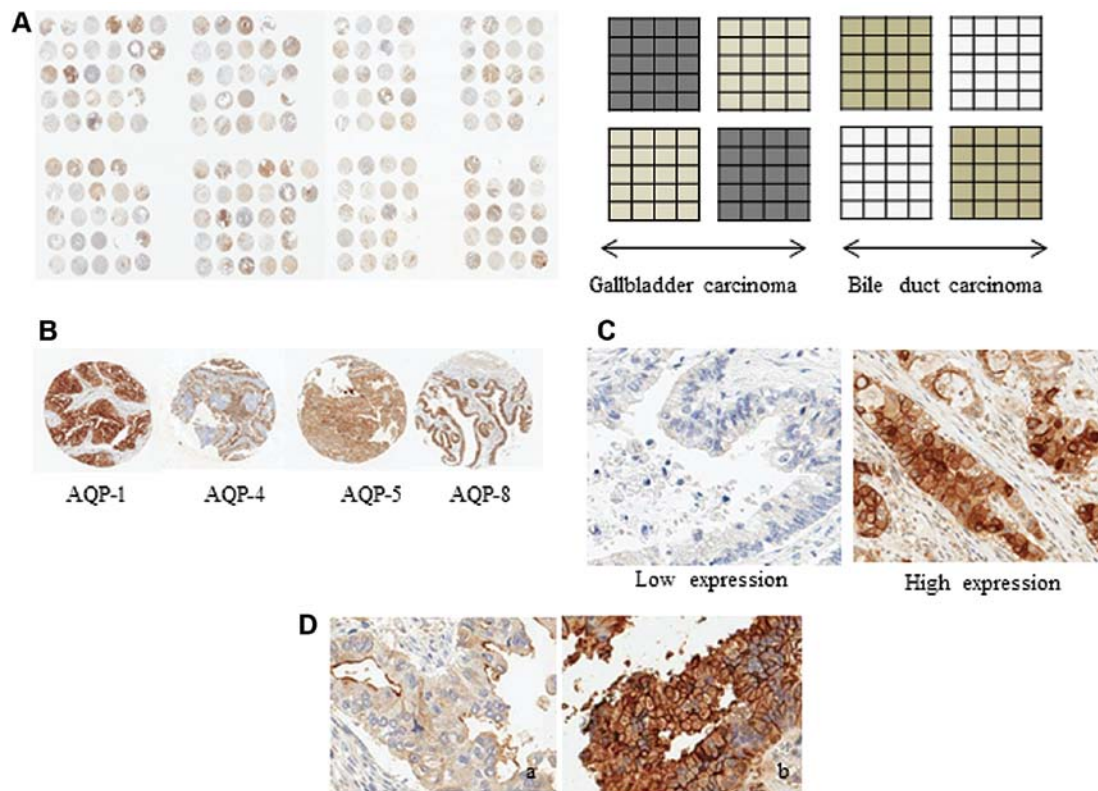 A
Gallbladder carcinoma
Bile duct carcinoma
B
AQP-1
AQP-4
AQP-5
AQP-8
C
Low expression
High expression
D
a
b